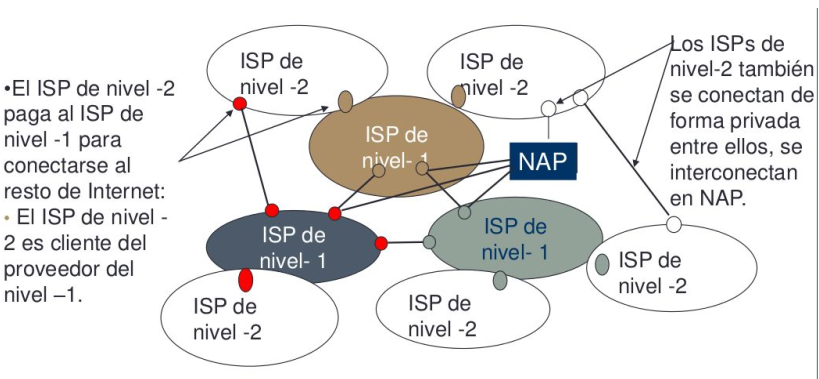 •El ISP de nivel -2
paga al ISP de
nivel -1 para
conectarse al
resto de Internet:
• El ISP de nivel -
2 es cliente del
proveedor del
nivel –1.
ISP de
nivel -2
ISP de
nivel -2
ISP de
nivel- 1
NAP
ISP de
nivel- 1
ISP de
nivel- 1
ISP de
nivel -2
ISP de
nivel -2
ISP de
nivel -2
Los ISPs de
nivel-2 también
se conectan de
forma privada
entre ellos, se
interconectan
en NAP.